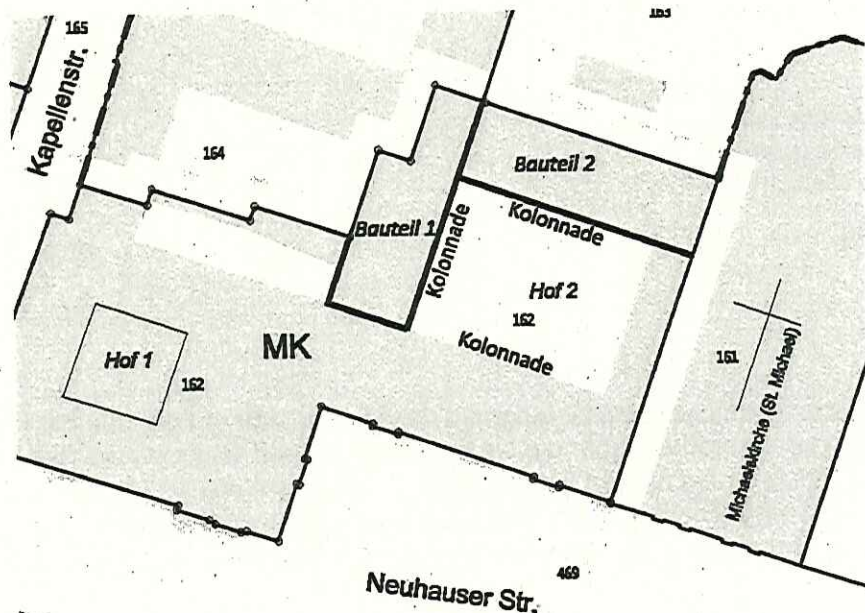 165
Kapellenstr.
164
Bauteil 1
Bauteil 2
Kolonnade
Kolonnade
Hof 2
162
Kolonnade
MK
Hof 1
162
161
Michaelskirche (St. Michael)
469
Neuhauser Str.